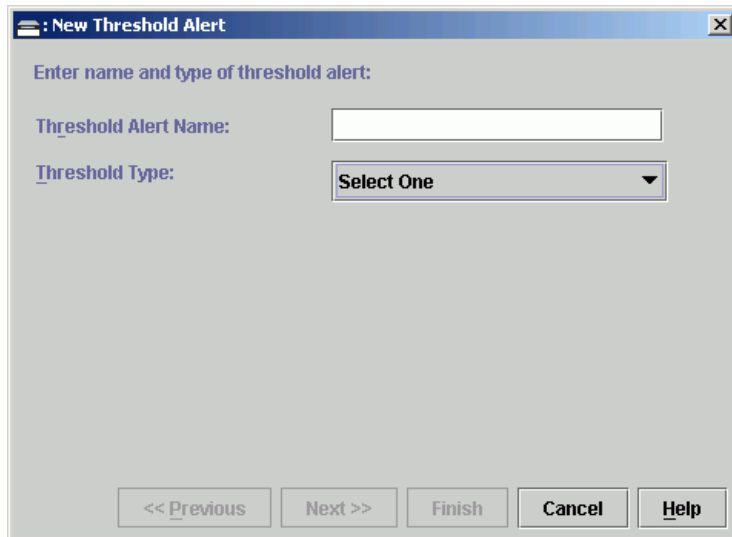 : New Threshold Alert
Enter name and type of threshold alert:
Threshold Alert Name:
Threshold Type:
Select One
<< Previous
Next >>
Finish
Cancel
Help